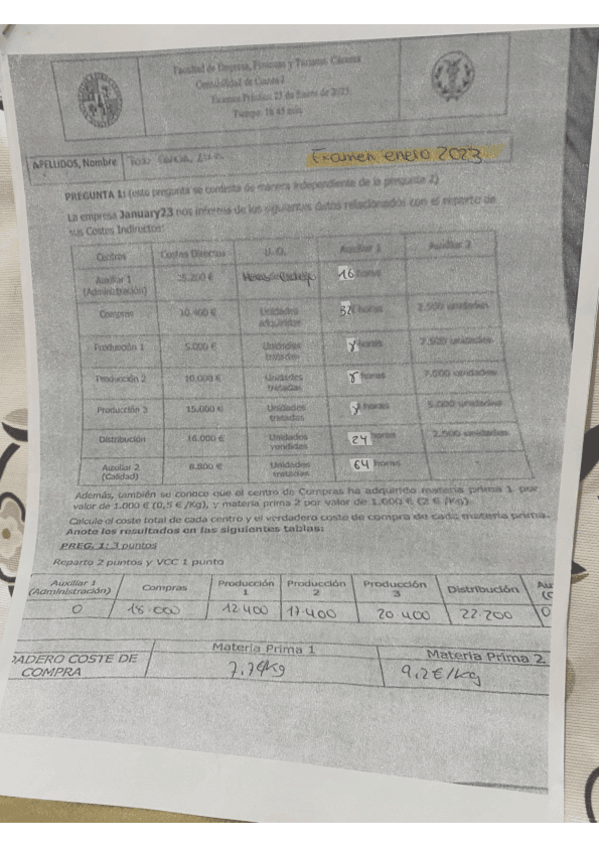 Facultad de Empresa, Finanzas y Turismo. Cáceres
Contabilidad de Costes I
Examen Práctico 23 de Enero de 2023
Tiempo: 1h 45 min
APELLIDOS, Nombre
Examen enero 2023
PREGUNTA 1: (esta pregunta se contesta de manera independiente de la pregunta 2)
La empresa January23 nos informa de los siguientes datos relacionados con el reparto de
sus Costes Indirectos:
Centros Costes Directos U.O. Auxiliar 1 Auxiliar 2
Auxiliar 1 (Administración) 25.200 € 16 horas
Compras 10.400 € Unidades adquiridas horas 2.500 unidades
Producción 1 5.000 € Unidades tratadas horas 7.500 unidades
Producción 2 10.000 € Unidades tratadas 8 horas 7.000 unidades
Producción 3 15.000 € Unidades tratadas horas 5.000 unidades
Distribución 16.000 € Unidades vendidas 24 horas 2.500 unidades
Auxiliar 2 (Calidad) 8.800 € Unidades tratadas 64 horas
Además, también se conoce que el centro de Compras ha adquirido materia prima 1 por
valor de 1.000 € (0,5 €/Kg), y materia prima 2 por valor de 1.000 € (2 €/Kg).
Calcule el coste total de cada centro y el verdadero coste de compra de cada materia prima.
Anote los resultados en las siguientes tablas:
PREG. 1: 3 puntos
Reparto 2 puntos y VCC 1 punto
Auxiliar 1 (Administración) Compras Producción 1 Producción 2 Producción 3 Distribución
0 18.000 12.400 17.400 20.400 22.200 0
Materia Prima 1 Materia Prima 2
DADERO COSTE DE COMPRA 7,7€/kg 9,2€/kg